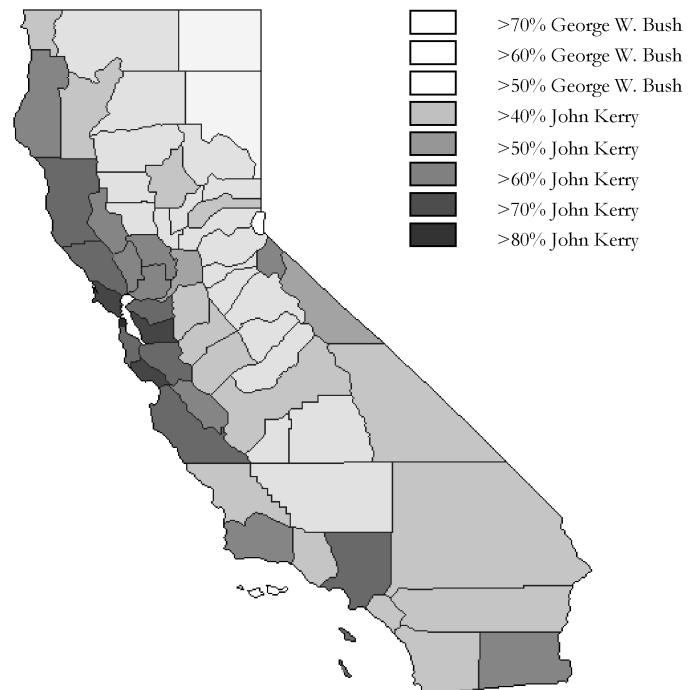 >70% George W. Bush
>60% George W. Bush
>50% George W. Bush
>40% John Kerry
>50% John Kerry
>60% John Kerry
>70% John Kerry
>80% John Kerry